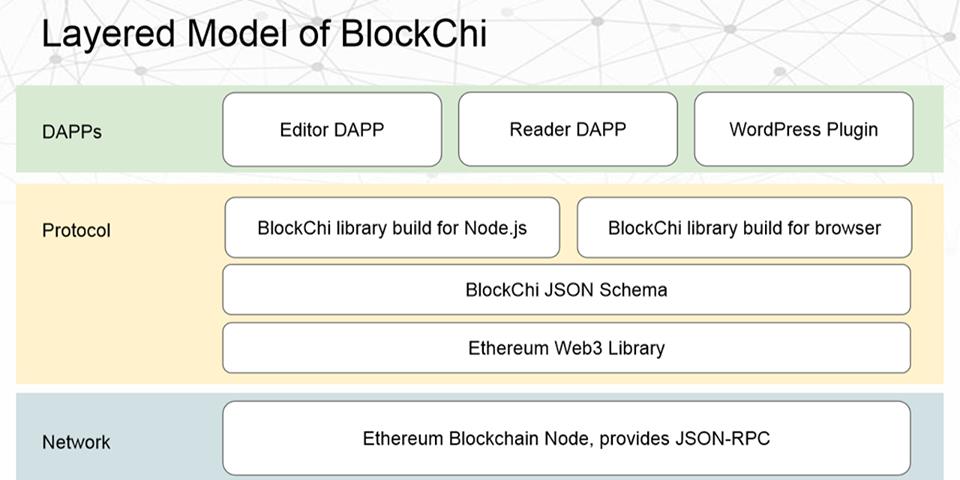 Layered Model of BlockChi
DAPPs
Editor DAPP
Reader DAPP
WordPress Plugin
Protocol
BlockChi library build for Node.js
BlockChi library build for browser
BlockChi JSON Schema
Ethereum Web3 Library
Network
Ethereum Blockchain Node, provides JSON-RPC